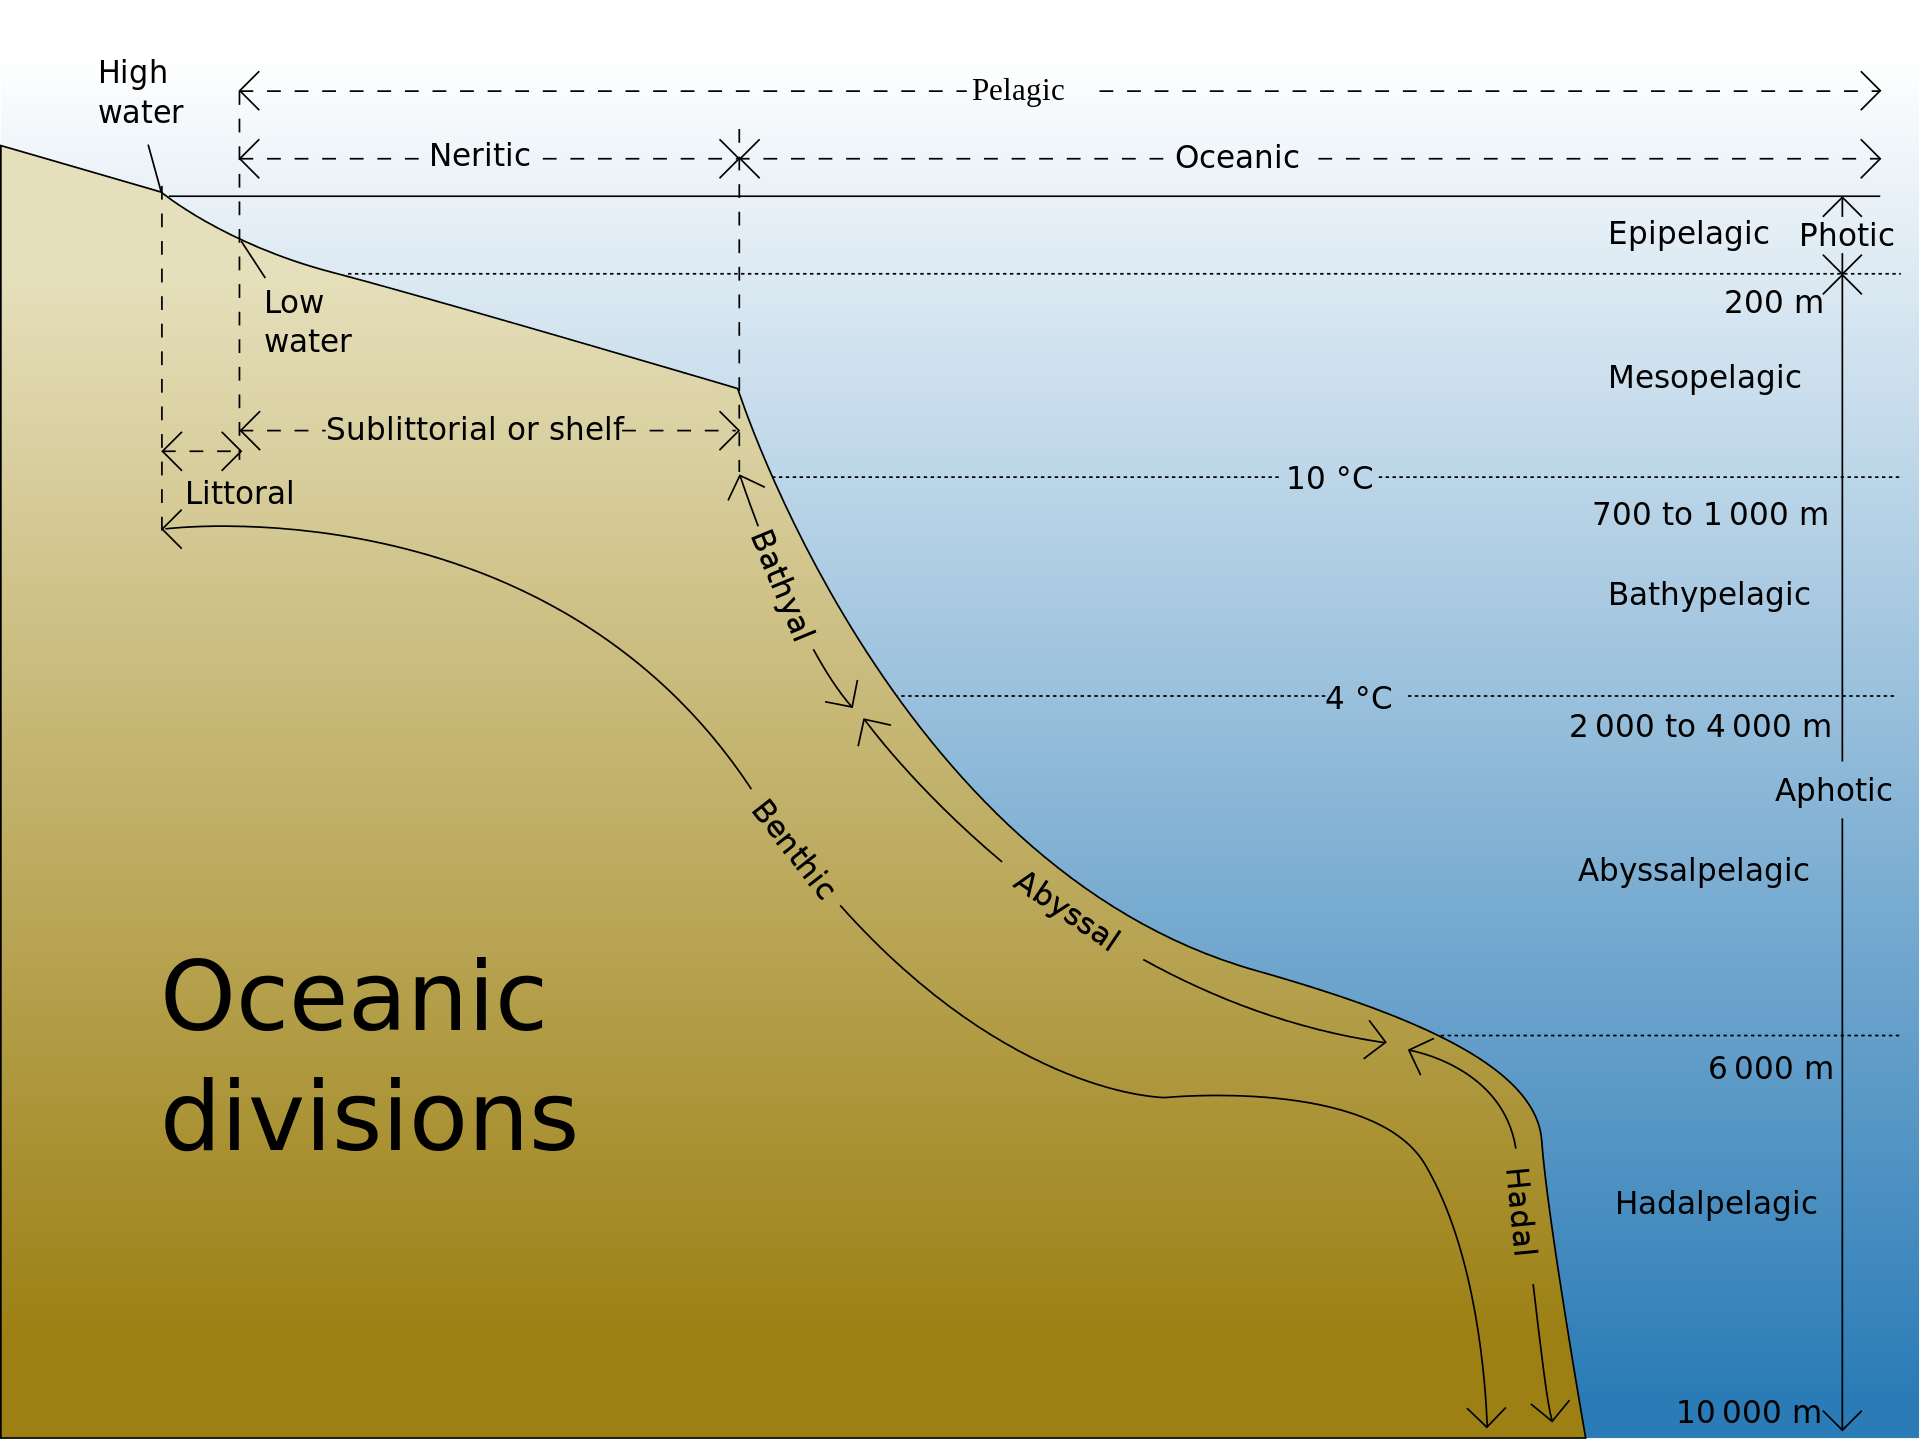 High
water
Pelagic
Neritic
Oceanic
Epipelagic
Photic
Low
water
200 m
Mesopelagic
Sublittorial or shelf
Littoral
10 °C
700 to 1 000 m
Bathyal
Bathypelagic
4 °C
2 000 to 4 000 m
Aphotic
Benthic
Abyssal
Abyssalpelagic
Oceanic
divisions
6 000 m
Hadal
Hadalpelagic
10 000 m